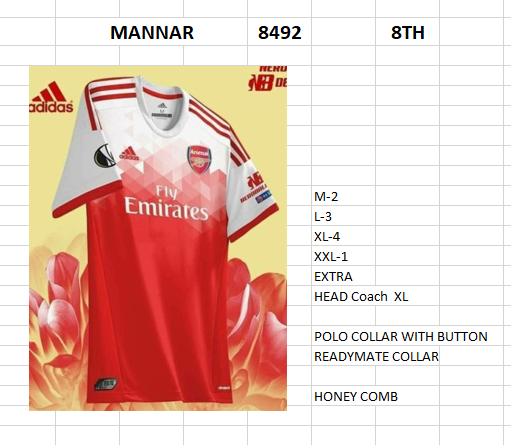 MANNAR 8492 8TH
adidas
adidas
Arsenal
Fly
Emirates
M-2
L-3
XL-4
XXL-1
EXTRA
HEAD Coach XL
POLO COLLAR WITH BUTTON
READYMATE COLLAR
HONEY COMB